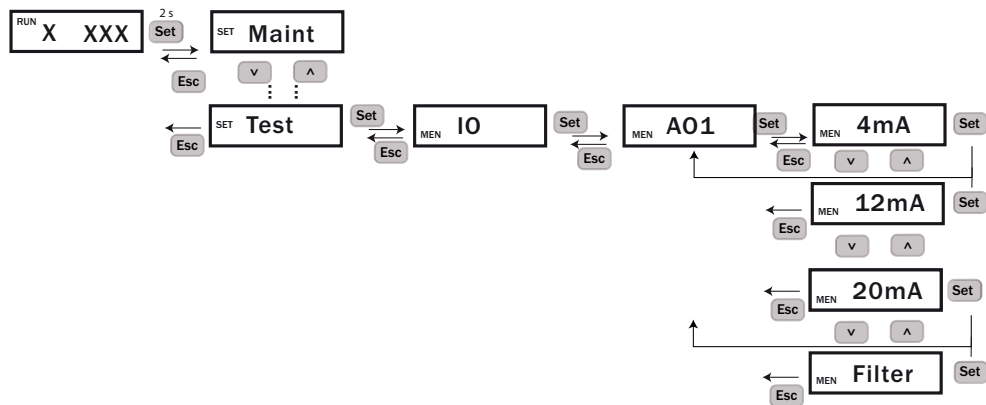 2 s
RUN X XXX Set SET Maint
Esc v ʌ
SET Test Set MEN IO Set MEN AO1 Set MEN 4mA Set
Esc Esc Esc Esc v ʌ
MEN 12mA Set
Esc
v ʌ
MEN 20mA Set
Esc
v ʌ
MEN Filter Set
Esc